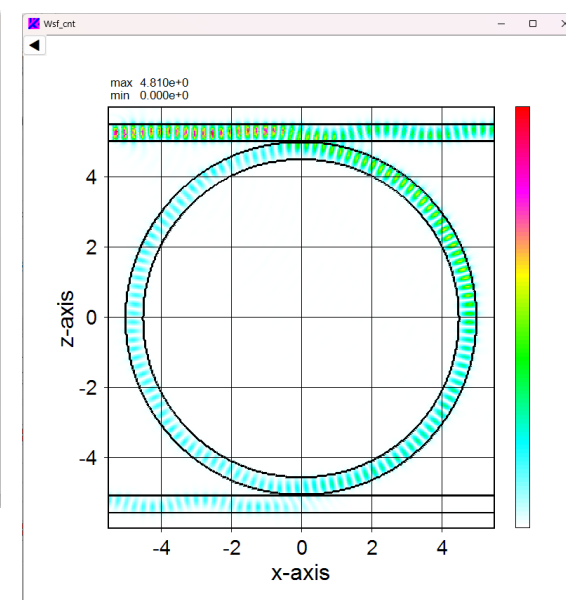 Wsf_cnt
max 4.810e+0
min 0.000e+0
4
2
0
-2
-4
z-axis
-4 -2 0 2 4
x-axis